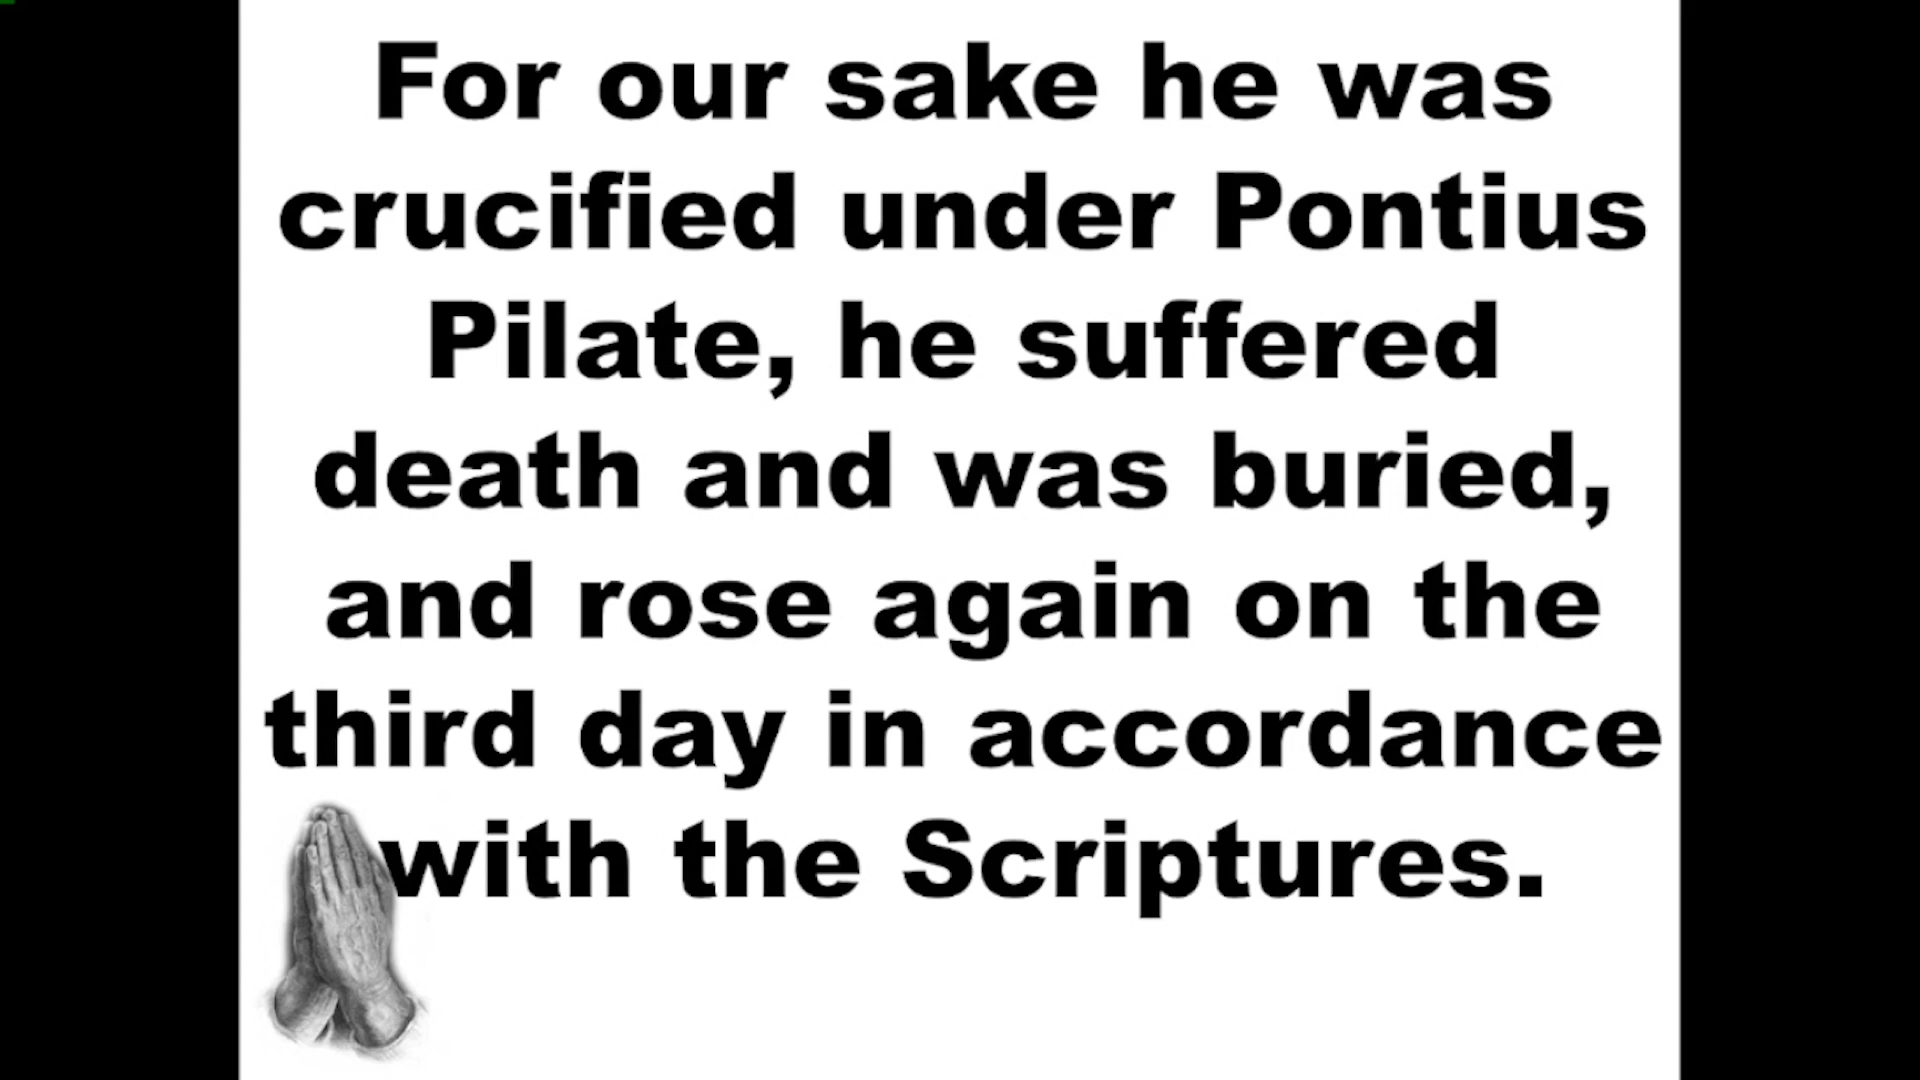 For our sake he was
crucified under Pontius
Pilate, he suffered
death and was buried,
and rose again on the
third day in accordance
with the Scriptures.